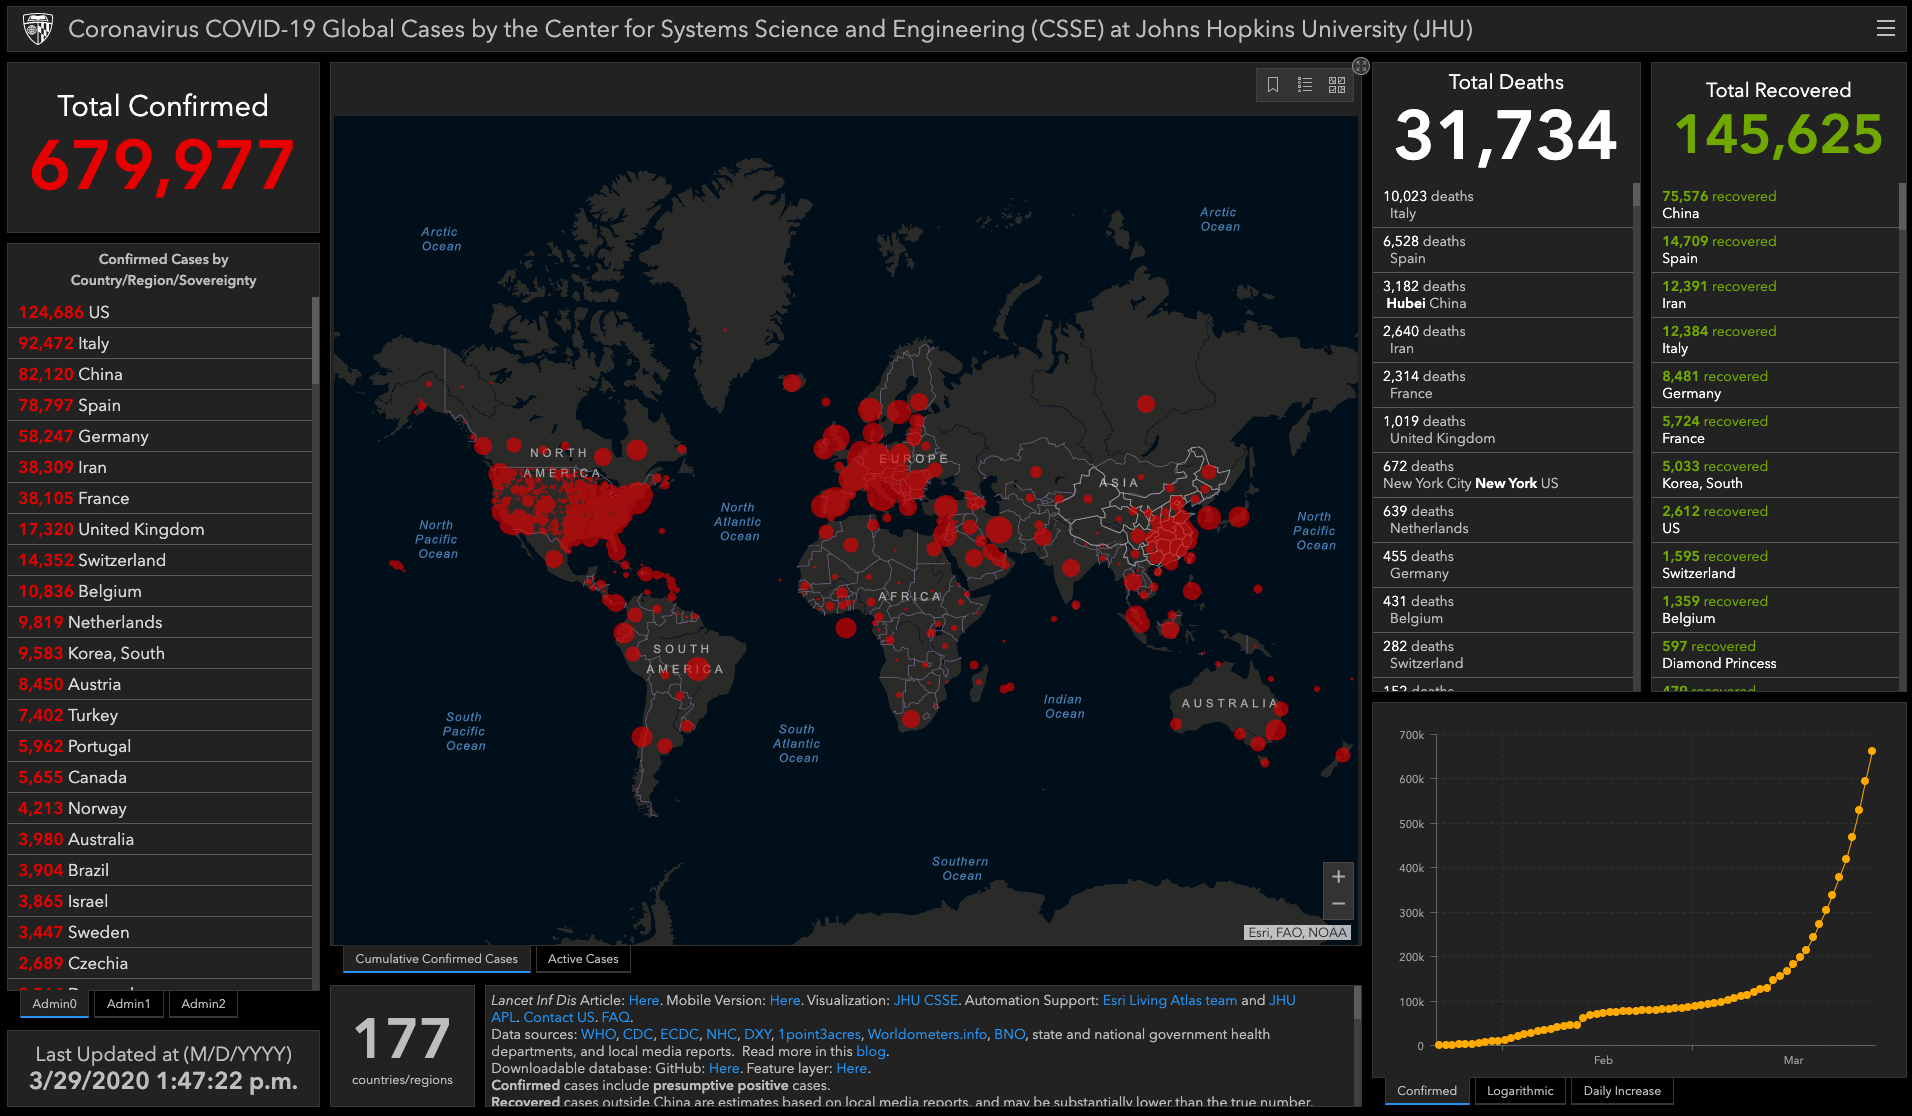 Coronavirus COVID-19 Global Cases by the Center for Systems Science and Engineering (CSSE) at Johns Hopkins University (JHU)
Total Confirmed
679,977
Confirmed Cases by
Country/Region/Sovereignty
124,686 US
92,472 Italy
82,120 China
78,797 Spain
58,247 Germany
38,309 Iran
38,105 France
17,320 United Kingdom
14,352 Switzerland
10,836 Belgium
9,819 Netherlands
9,583 Korea, South
8,450 Austria
7,402 Turkey
5,962 Portugal
5,655 Canada
4,213 Norway
3,980 Australia
3,904 Brazil
3,865 Israel
3,447 Sweden
2,689 Czechia
Admin0
Admin1
Admin2
Last Updated at (M/D/YYYY)
3/29/2020 1:47:22 p.m.
Arctic
Ocean
Arctic
Ocean
NORTH
AMERICA
EUROPE
ASIA
North
Pacific
Ocean
North
Atlantic
Ocean
North
Pacific
Ocean
AFRICA
SOUTH
AMERICA
AUSTRALIA
Indian
Ocean
South
Pacific
Ocean
South
Atlantic
Ocean
Southern
Ocean
+
−
Esri, FAO, NOAA
Cumulative Confirmed Cases
Active Cases
177
countries/regions
Lancet Inf Dis Article: Here. Mobile Version: Here. Visualization: JHU CSSE. Automation Support: Esri Living Atlas team and JHU
APL. Contact US. FAQ.
Data sources: WHO, CDC, ECDC, NHC, DXY, 1point3acres, Worldometers.info, BNO, state and national government health
departments, and local media reports. Read more in this blog.
Downloadable database: GitHub: Here. Feature layer: Here.
Confirmed cases include presumptive positive cases.
Recovered cases outside China are estimates based on local media reports, and may be substantially lower than the true number.
Total Deaths
31,734
10,023 deaths
Italy
6,528 deaths
Spain
3,182 deaths
Hubei China
2,640 deaths
Iran
2,314 deaths
France
1,019 deaths
United Kingdom
672 deaths
New York City New York US
639 deaths
Netherlands
455 deaths
Germany
431 deaths
Belgium
282 deaths
Switzerland
152 deaths
Total Recovered
145,625
75,576 recovered
China
14,709 recovered
Spain
12,391 recovered
Iran
12,384 recovered
Italy
8,481 recovered
Germany
5,724 recovered
France
5,033 recovered
Korea, South
2,612 recovered
US
1,595 recovered
Switzerland
1,359 recovered
Belgium
597 recovered
Diamond Princess
479 recovered
700k
600k
500k
400k
300k
200k
100k
0
Feb
Mar
Confirmed
Logarithmic
Daily Increase